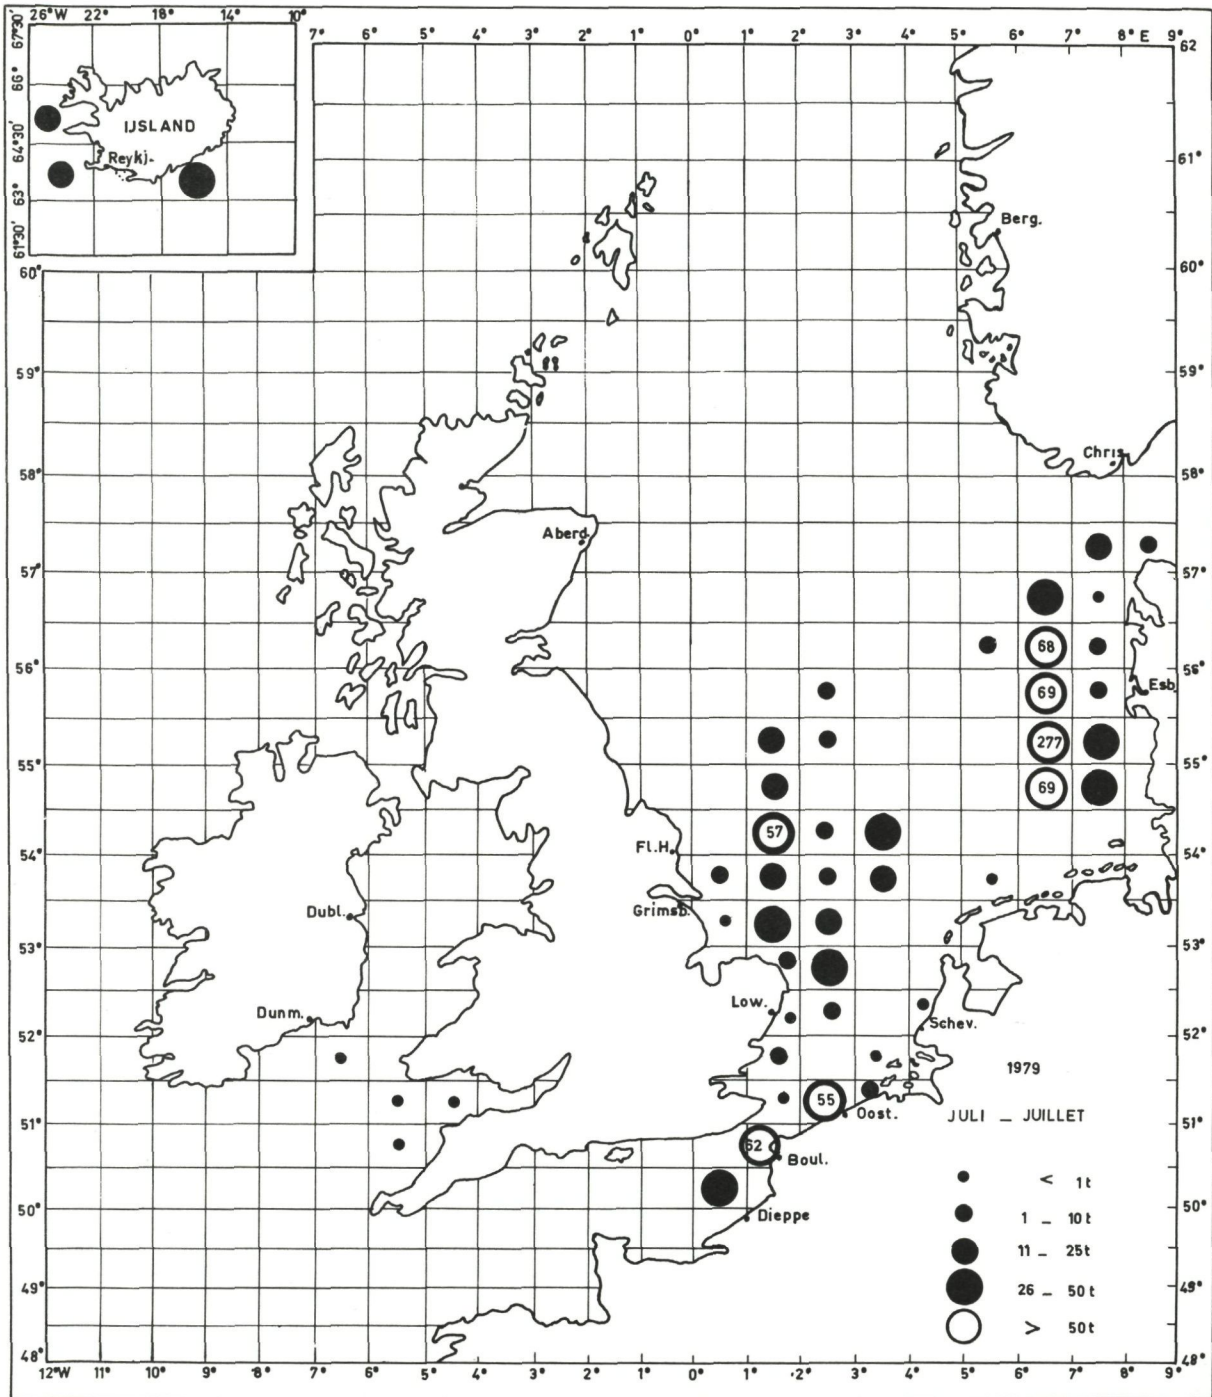 26°W 22° 18° 14° 10°
67°30'
66°
64°30'
63°
61°30'
IJSLAND
Reykj.
7° 6° 5° 4° 3° 2° 1° 0° 1° 2° 3° 4° 5° 6° 7° 8° E 9°
62
61°
Berg.
60° 60°
59° 59°
Chris
58° 58°
Aberd.
57° 57°
68
56° 56°
69 Esb
277
55° 55°
69
57
Fl.H.
54° 54°
Dubl. Grimsb.
53° 53°
Low.
Dunm. Schev.
52° 52°
1979
55 Oost.
51° JULI _ JUILLET 51°
62 Boul.
< 1t
50° Dieppe 50°
1 _ 10t
11 _ 25t
49° 26 _ 50t 49°
> 50t
48° 48°
12°W 11° 10° 9° 8° 7° 6° 5° 4° 3° 2° 1° 0° 1° 2° 3° 4° 5° 6° 7° 8° 9°